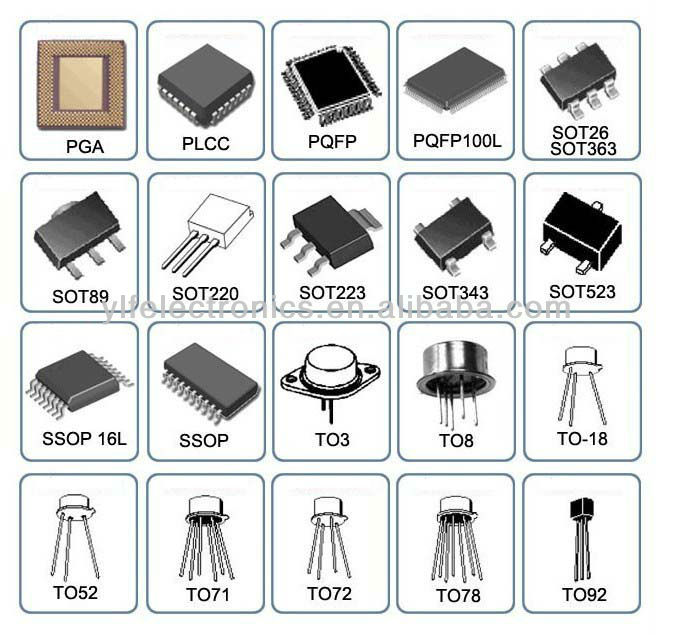 PGA
PLCC
PQFP
PQFP100L
SOT26
SOT363
SOT89
SOT220
SOT223
SOT343
SOT523
ylfelectronics.en.alibaba.com
SSOP 16L
SSOP
TO3
TO8
TO-18
TO52
TO71
TO72
TO78
TO92